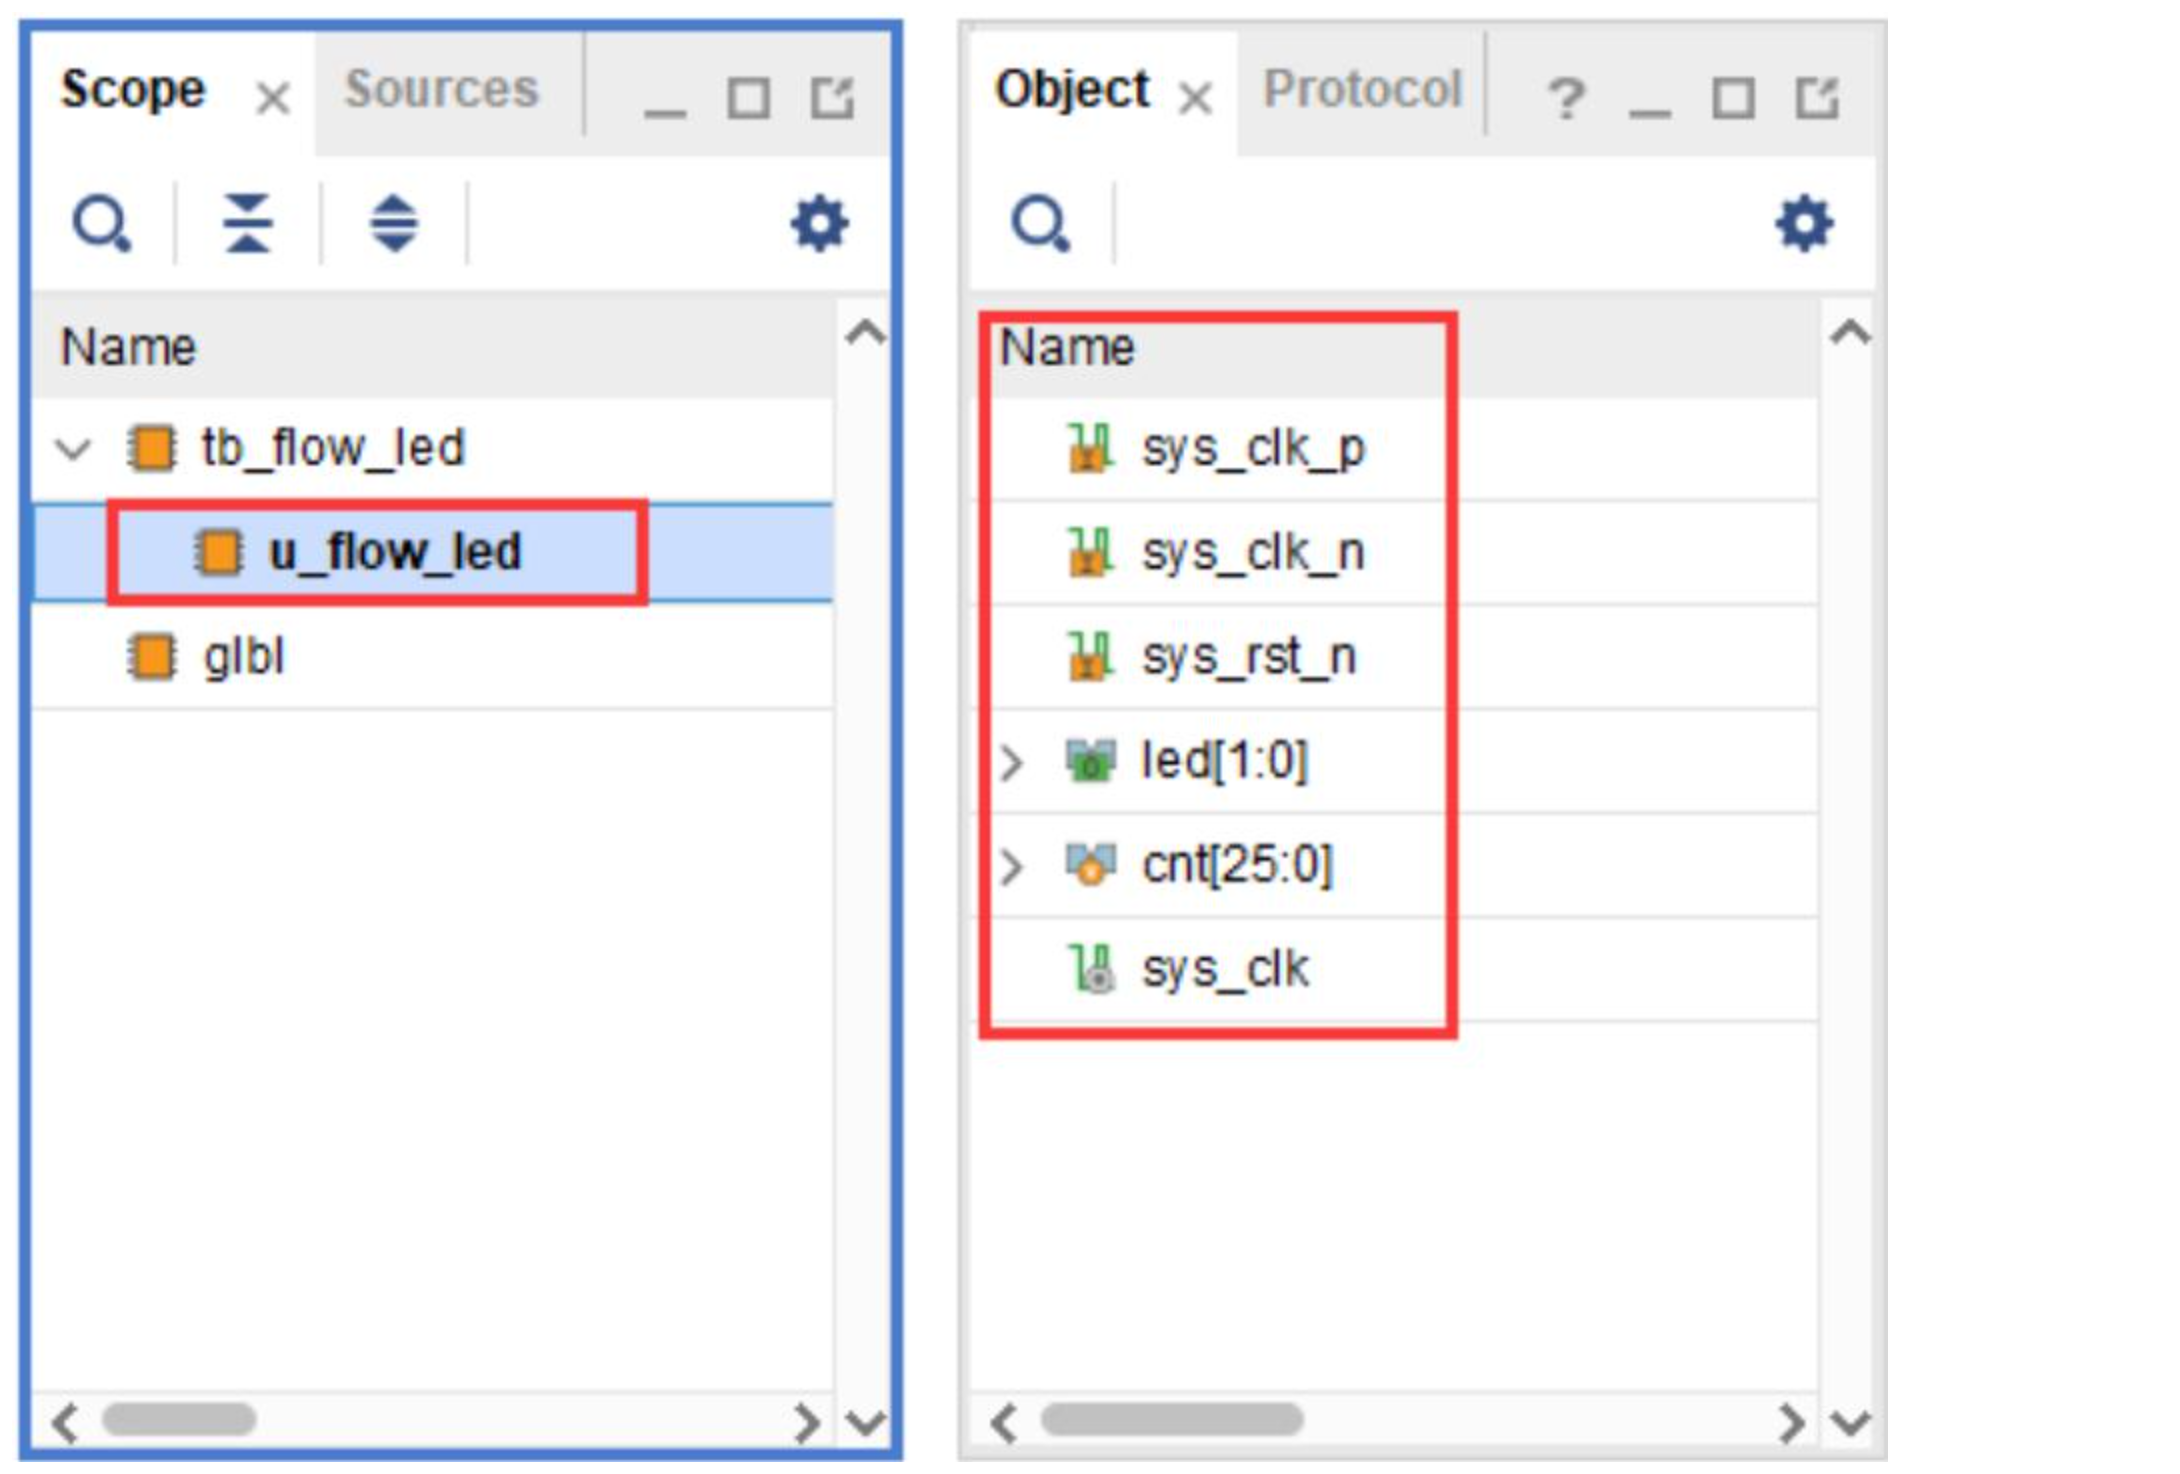 Scope
Sources
Name
tb_flow_led
u_flow_led
glbl
Object
Protocol
Name
sys_clk_p
sys_clk_n
sys_rst_n
led[1:0]
cnt[25:0]
sys_clk